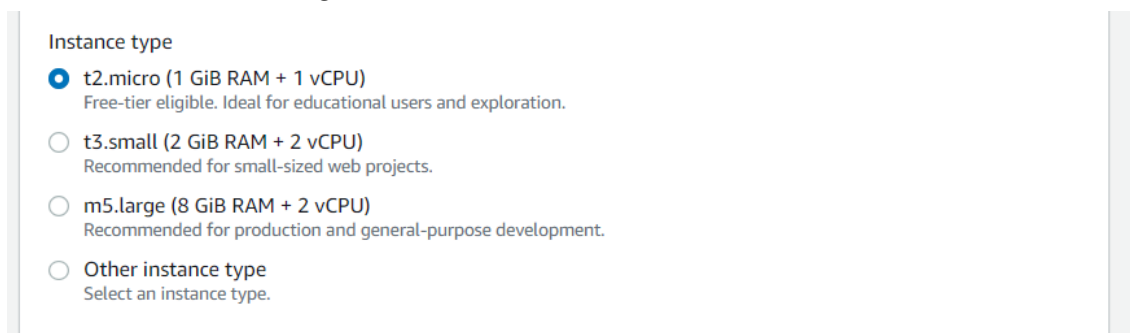 Instance type
t2.micro (1 GiB RAM + 1 vCPU)
Free-tier eligible. Ideal for educational users and exploration.
t3.small (2 GiB RAM + 2 vCPU)
Recommended for small-sized web projects.
m5.large (8 GiB RAM + 2 vCPU)
Recommended for production and general-purpose development.
Other instance type
Select an instance type.